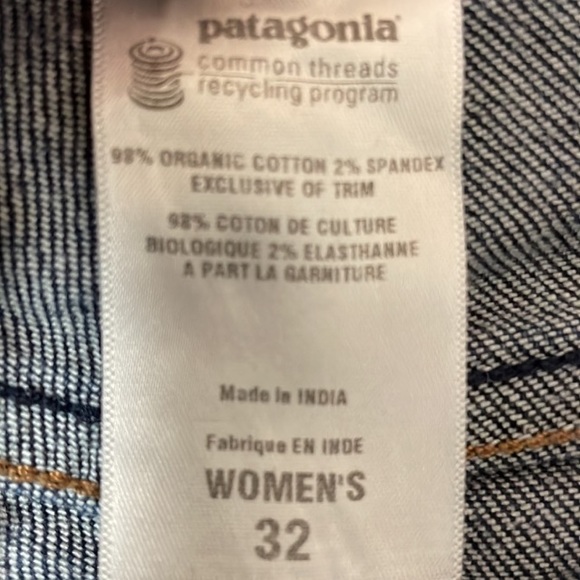 patagonia
common threads
recycling program
98% ORGANIC COTTON 2% SPANDEX
EXCLUSIVE OF TRIM
98% COTON DE CULTURE
BIOLOGIQUE 2% ELASTHANNE
A PART LA GARNITURE
Made in INDIA
Fabrique EN INDE
WOMEN'S
32